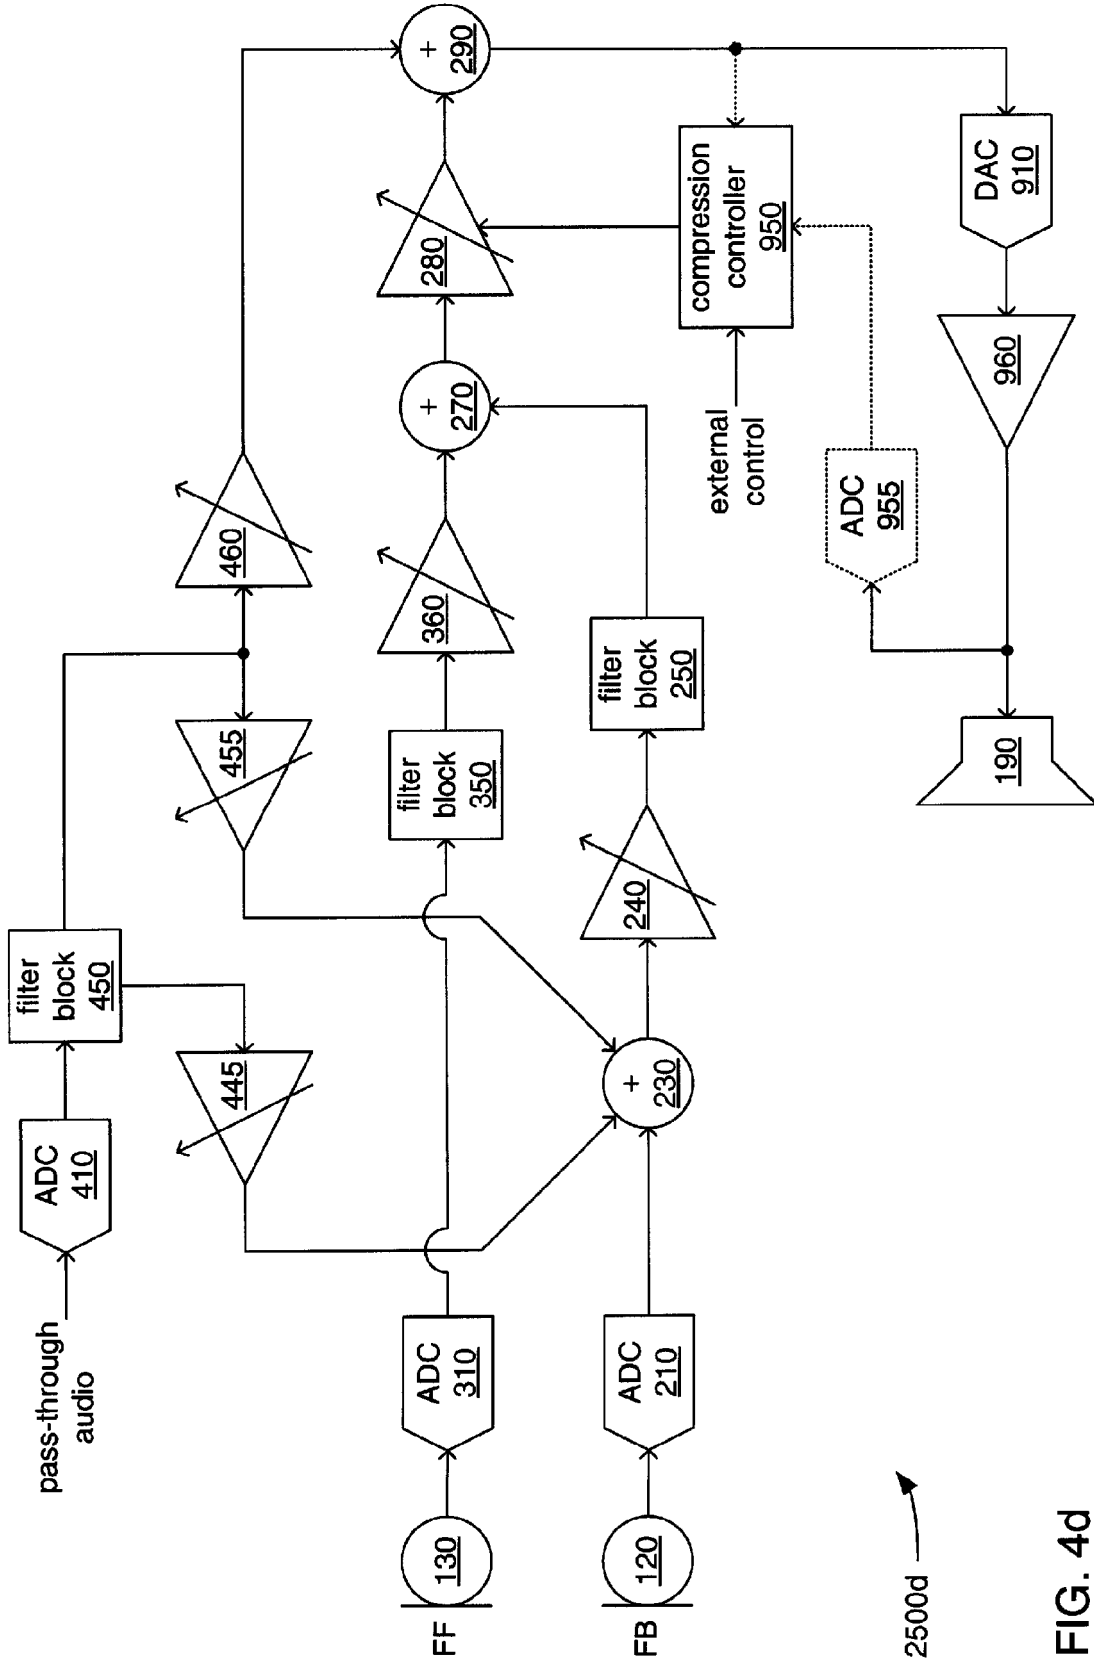 pass-through
audio
ADC
410
filter
block
450
445
455
460
+
290
FF
130
ADC
310
filter
block
350
360
+
270
280
FB
120
ADC
210
+
230
240
filter
block
250
external
control
compression
controller
950
ADC
955
DAC
910
960
190
2500d
FIG. 4d